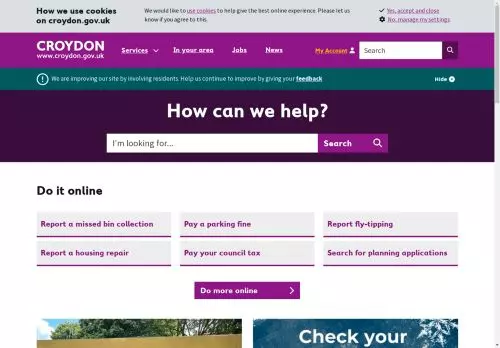 How we use cookies
on croydon.gov.uk
We would like to use cookies to help give the best online experience. Please let
us know if you agree to this.
Yes, accept and close
No, manage my settings
CROYDON
www.croydon.gov.uk
Services
In your area
Jobs
News
My Account
Search
We are improving our site by involving residents. Help us continue to improve by giving your feedback
Hide
How can we help?
I'm looking for...
Search
Do it online
Report a missed bin collection
Pay a parking fine
Report fly-tipping
Report a housing repair
Pay your council tax
Search for planning applications
Do more online
Check your